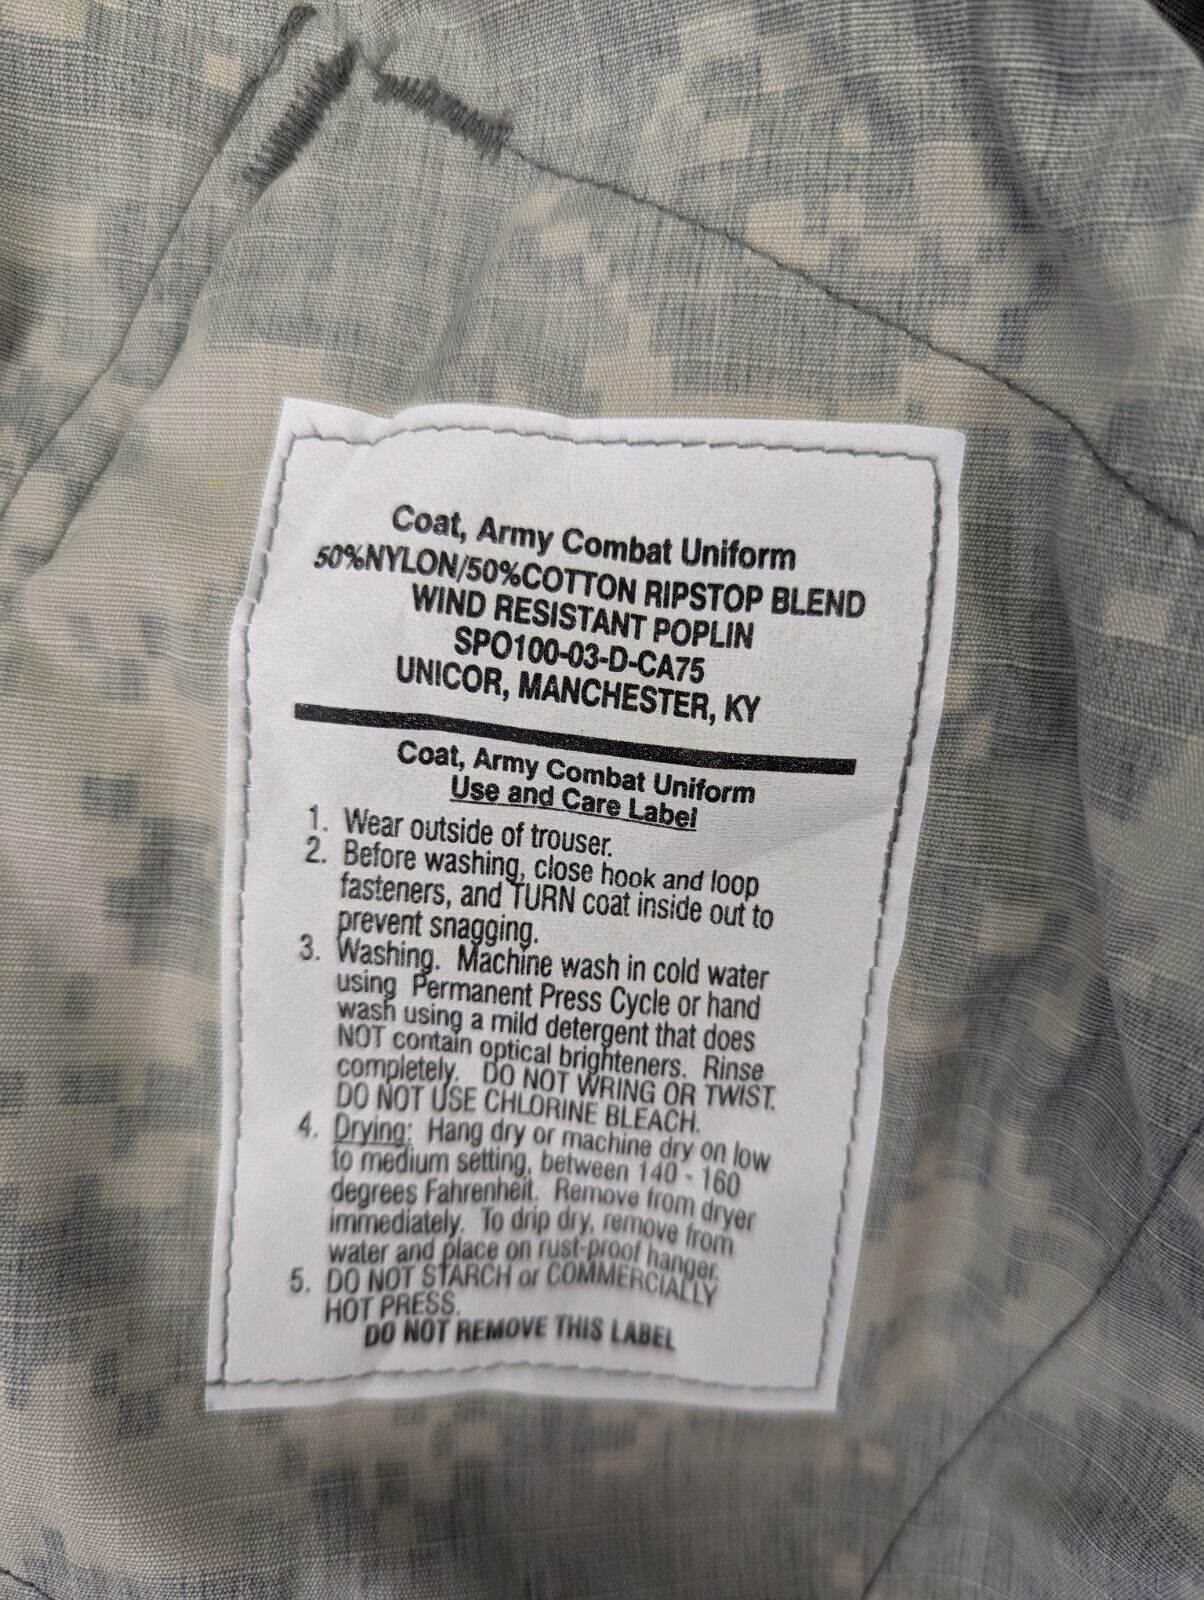 Coat, Army Combat Uniform
50%NYLON/50%COTTON RIPSTOP BLEND
WIND RESISTANT POPLIN
SPO100-03-D-CA75
UNICOR, MANCHESTER, KY
Coat, Army Combat Uniform
Use and Care Label
1. Wear outside of trouser.
2. Before washing, close hook and loop
fasteners, and TURN coat inside out to
prevent snagging.
3. Washing. Machine wash in cold water
using Permanent Press Cycle or hand
wash using a mild detergent that does
NOT contain optical brighteners. Rinse
completely. DO NOT WRING OR TWIST.
DO NOT USE CHLORINE BLEACH.
4. Drying: Hang dry or machine dry on low
to medium setting, between 140 - 160
degrees Fahrenheit. Remove from dryer
immediately. To drip dry, remove from
water and place on rust-proof hanger.
5. DO NOT STARCH or COMMERCIALLY
HOT PRESS.
DO NOT REMOVE THIS LABEL